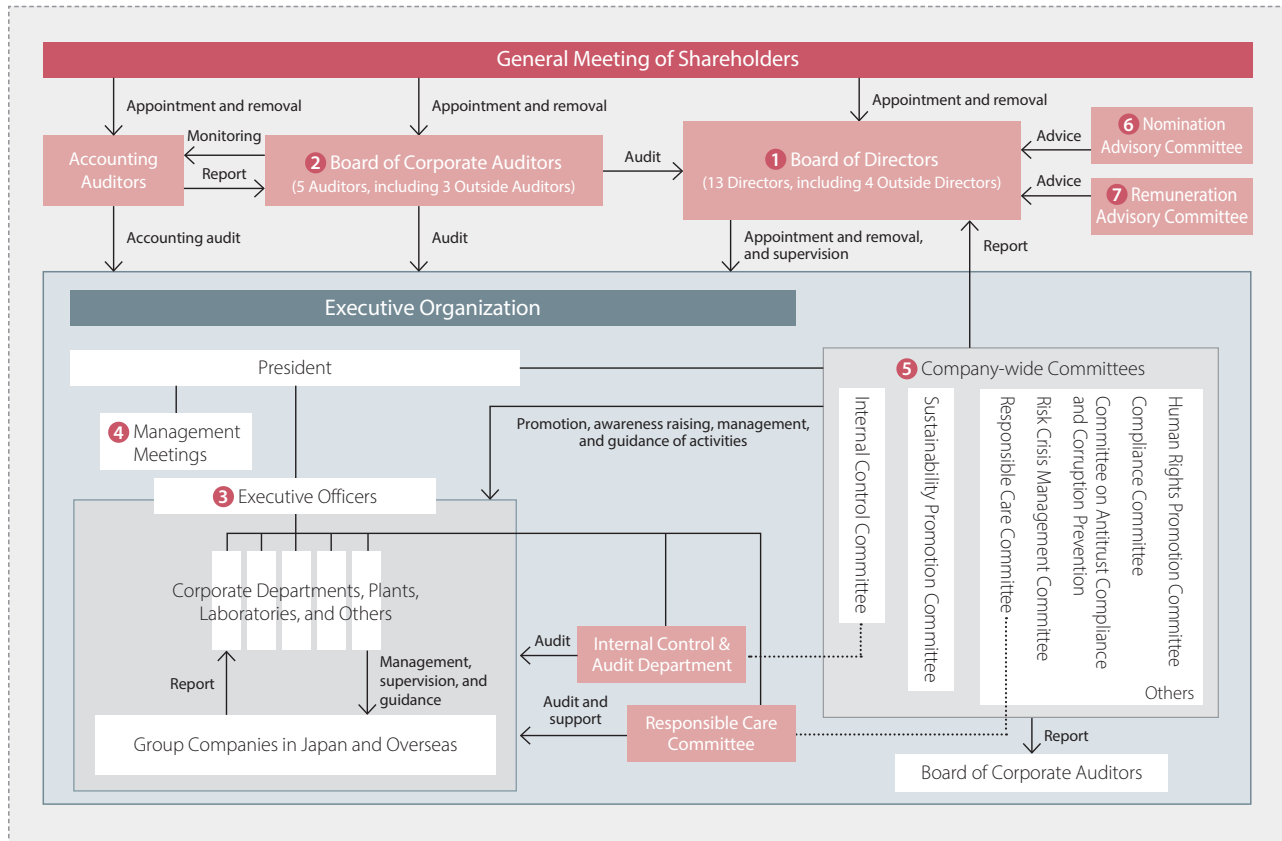 General Meeting of Shareholders
Appointment and removal
Appointment and removal
Appointment and removal
Accounting
Auditors
Monitoring
Report
2 Board of Corporate Auditors
(5 Auditors, including 3 Outside Auditors)
Audit
1 Board of Directors
(13 Directors, including 4 Outside Directors)
Advice
6 Nomination
Advisory Committee
Advice
7 Remuneration
Advisory Committee
Accounting audit
Audit
Appointment and removal,
and supervision
Report
Executive Organization
President
4 Management
Meetings
3 Executive Officers
Promotion, awareness raising, management,
and guidance of activities
5 Company-wide Committees
Internal Control Committee
Sustainability Promotion Committee
Responsible Care Committee
Risk Crisis Management Committee
Committee on Antitrust Compliance
and Corruption Prevention
Compliance Committee
Human Rights Promotion Committee
Others
Corporate Departments, Plants,
Laboratories, and Others
Report
Management,
supervision, and
guidance
Group Companies in Japan and Overseas
Audit
Internal Control &
Audit Department
Audit and
support
Responsible Care
Committee
Report
Board of Corporate Auditors